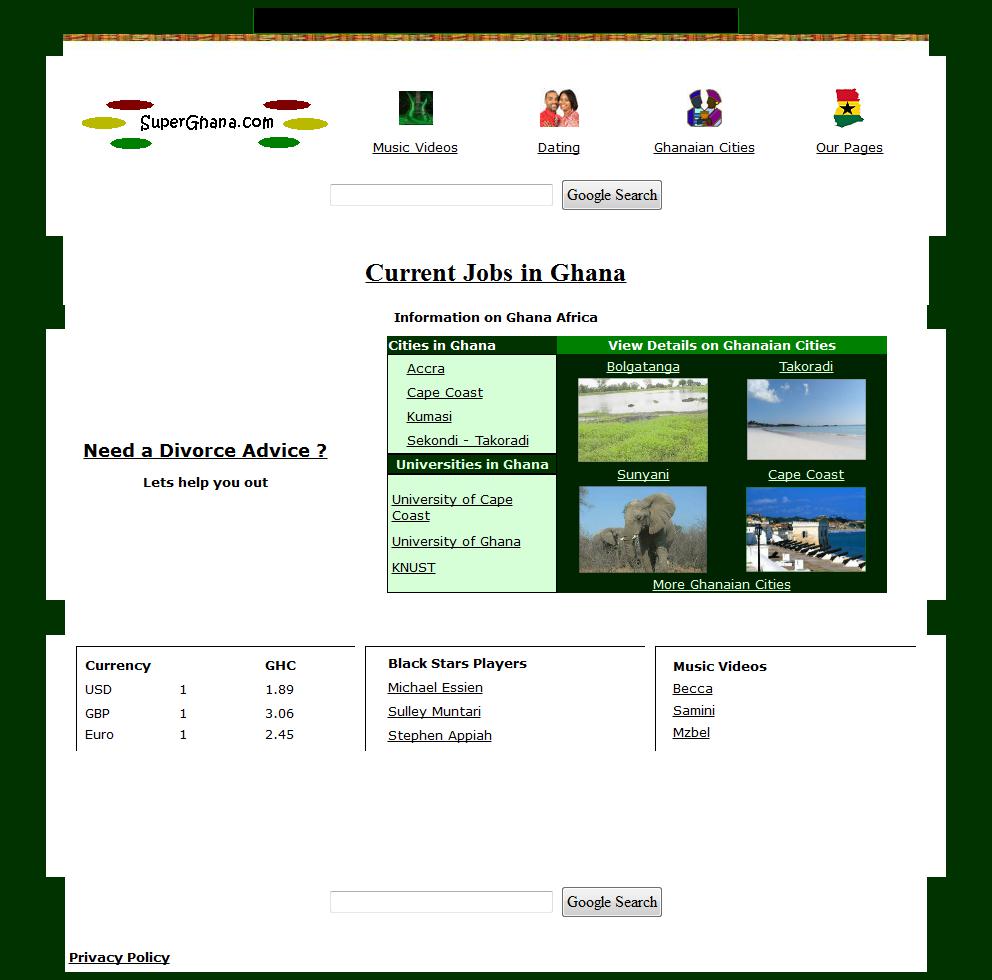 SuperGhana.com
Music Videos
Dating
Ghanaian Cities
Our Pages
Google Search
Current Jobs in Ghana
Information on Ghana Africa
Need a Divorce Advice ?
Lets help you out
Cities in Ghana
Accra
Cape Coast
Kumasi
Sekondi - Takoradi
Universities in Ghana
University of Cape
Coast
University of Ghana
KNUST
View Details on Ghanaian Cities
Bolgatanga
Takoradi
Sunyani
Cape Coast
More Ghanaian Cities
Currency GHC
USD 1 1.89
GBP 1 3.06
Euro 1 2.45
Black Stars Players
Michael Essien
Sulley Muntari
Stephen Appiah
Music Videos
Becca
Samini
Mzbel
Google Search
Privacy Policy